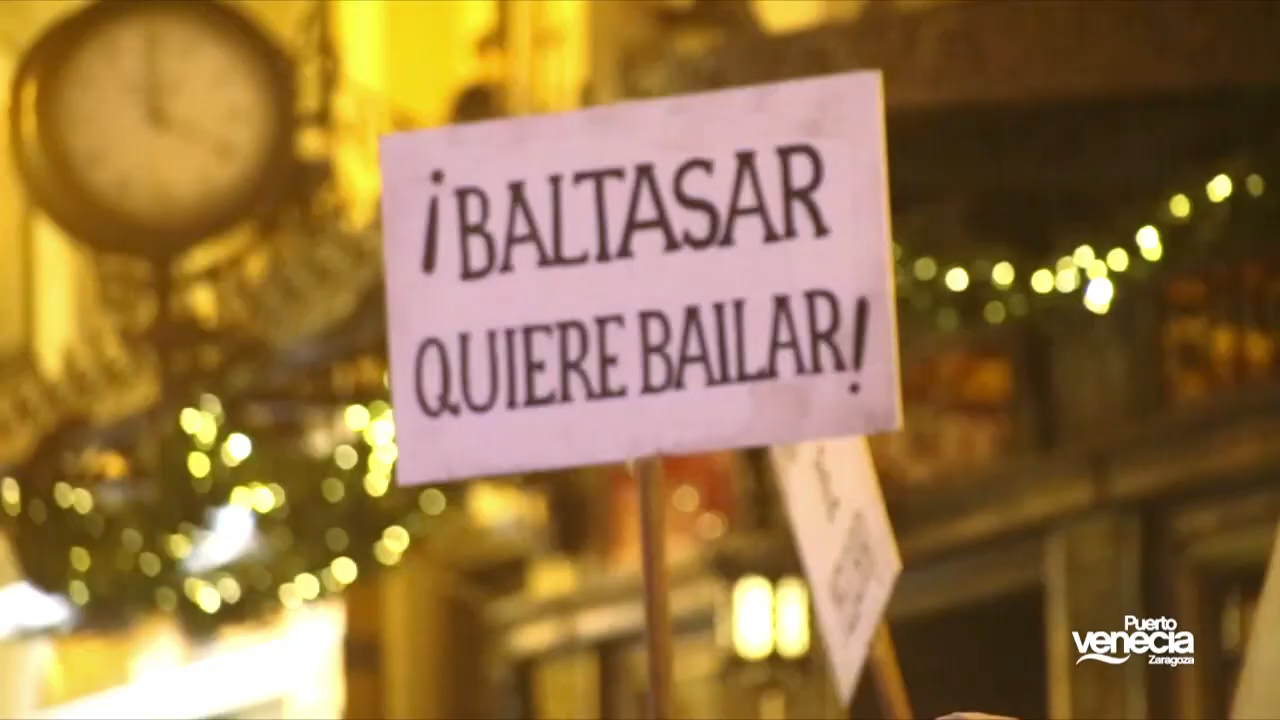 ¡BALTASAR
QUIERE BAILAR!
Puerto
venecia
Zaragoza